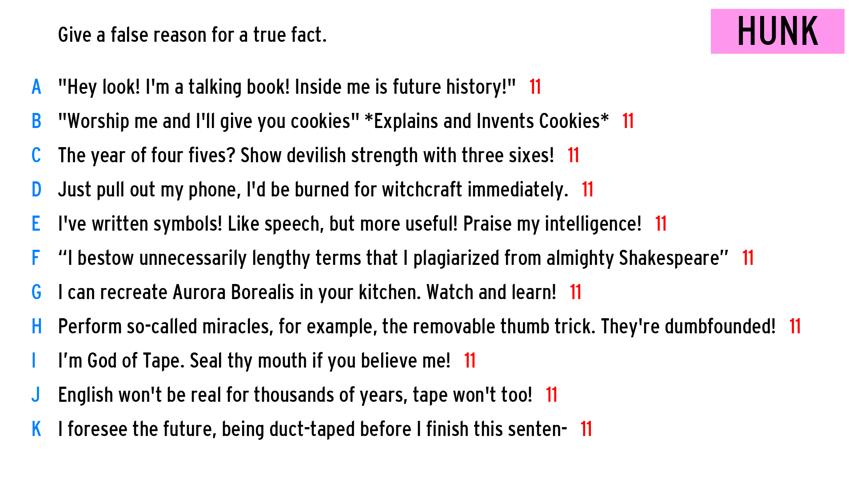 Give a false reason for a true fact.
HUNK
A "Hey look! I'm a talking book! Inside me is future history!" 11
B "Worship me and I'll give you cookies" *Explains and Invents Cookies* 11
C The year of four fives? Show devilish strength with three sixes! 11
D Just pull out my phone, I'd be burned for witchcraft immediately. 11
E I've written symbols! Like speech, but more useful! Praise my intelligence! 11
F “I bestow unnecessarily lengthy terms that I plagiarized from almighty Shakespeare” 11
G I can recreate Aurora Borealis in your kitchen. Watch and learn! 11
H Perform so-called miracles, for example, the removable thumb trick. They're dumbfounded! 11
I I’m God of Tape. Seal thy mouth if you believe me! 11
J English won't be real for thousands of years, tape won't too! 11
K I foresee the future, being duct-taped before I finish this senten- 11